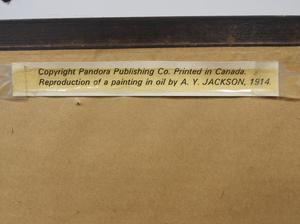 Copyright Pandora Publishing Co. Printed in Canada.
Reproduction of a painting in oil by A. Y. JACKSON, 1914.